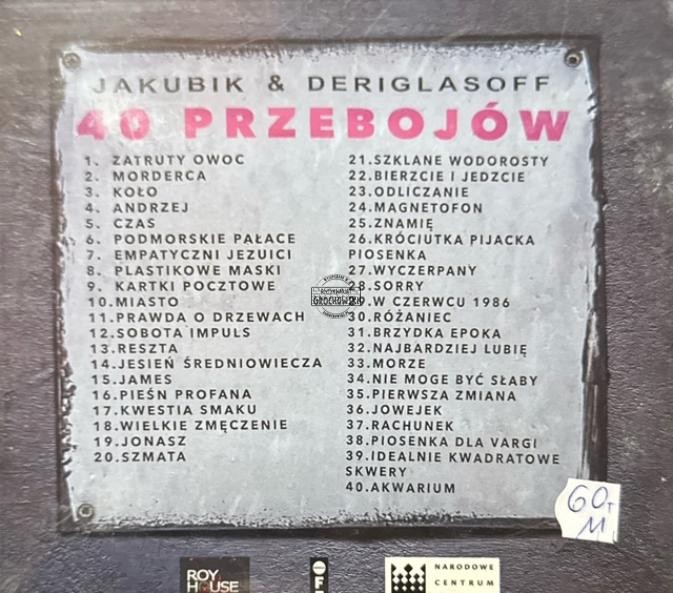 JAKUBIK & DERIGLASOFF
40 PRZEBOJÓW
1. ZATRUTY OWOC
2. MORDERCA
3. KOŁO
4. ANDRZEJ
5. CZAS
6. PODMORSKIE PAŁACE
7. EMPATYCZNI JEZUICI
8. PLASTIKOWE MASKI
9. KARTKI POCZTOWE
10.MIASTO
11.PRAWDA O DRZEWACH
12.SOBOTA IMPULS
13.RESZTA
14.JESIEŃ ŚREDNIOWIECZA
15.JAMES
16.PIEŚN PROFANA
17.KWESTIA SMAKU
18.WIELKIE ZMĘCZENIE
19.JONASZ
20.SZMATA
21.SZKLANE WODOROSTY
22.BIERZCIE I JEDZCIE
23.ODLICZANIE
24.MAGNETOFON
25.ZNAMIĘ
26.KRÓCIUTKA PIJACKA
PIOSENKA
27.WYCZERPANY
28.SORRY
29.W CZERWCU 1986
30.RÓŻANIEC
31.BRZYDKA EPOKA
32.NAJBARDZIEJ LUBIĘ
33.MORZE
34.NIE MOGE BYĆ SŁABY
35.PIERWSZA ZMIANA
36.JOWEJEK
37.RACHUNEK
38.PIOSENKA DLA VARGI
39.IDEALNIE KWADRATOWE
SKWERY
40.AKWARIUM
60
M
ROY
HOUSE
NARODOWE
CENTRUM